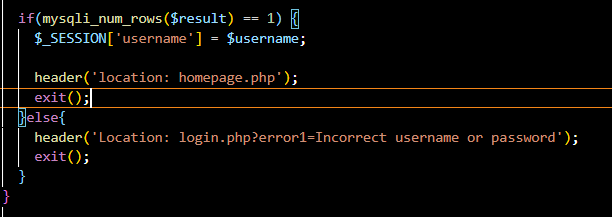 if(mysqli_num_rows($result) == 1) {
$_SESSION['username'] = $username;
header('location: homepage.php');
exit();
}else{
header('Location: login.php?error1=Incorrect username or password');
exit();
}
}